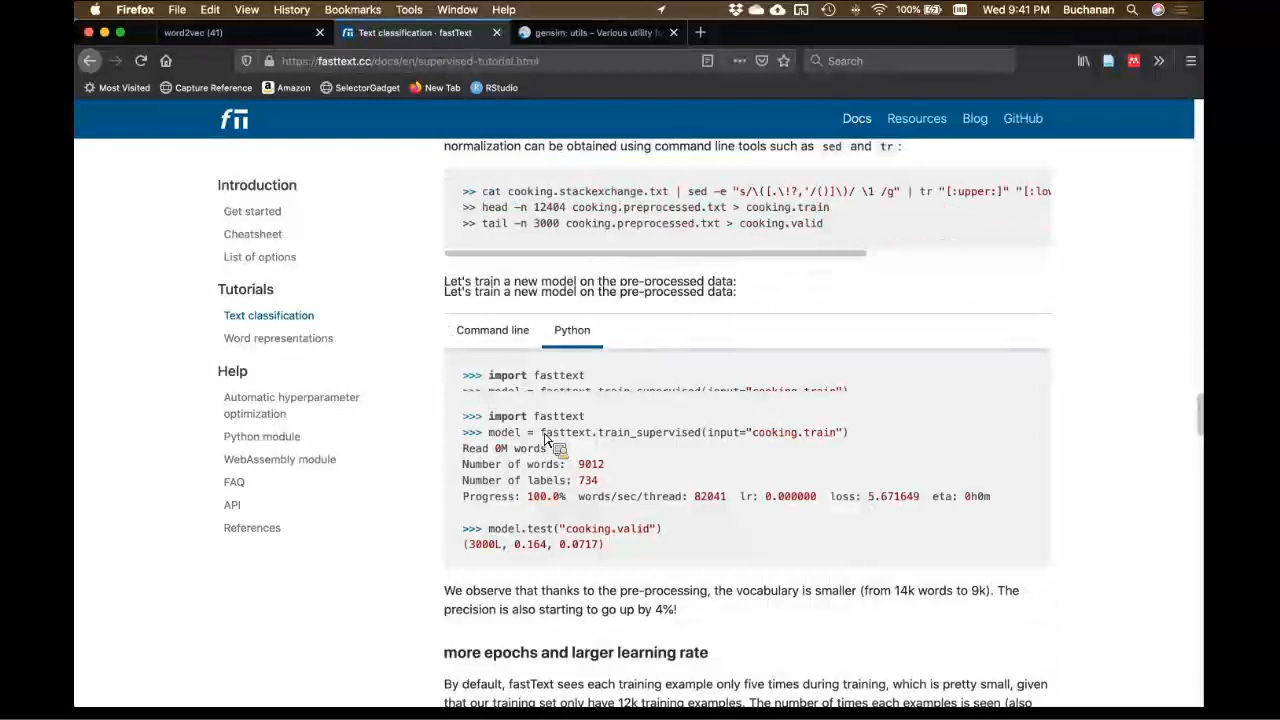 Firefox File Edit View History Bookmarks Tools Window Help 100% Wed 9:41 PM Buchanan
word2vec (41) Text classification · fastText gensim: utils – Various utility f
https://fasttext.cc/docs/en/supervised-tutorial.html Search
Most Visited Capture Reference Amazon SelectorGadget New Tab RStudio
Docs Resources Blog GitHub
Introduction
Get started
Cheatsheet
List of options
Tutorials
Text classification
Word representations
Help
Automatic hyperparameter
optimization
Python module
WebAssembly module
FAQ
API
References
normalization can be obtained using command line tools such as sed and tr :
>> cat cooking.stackexchange.txt | sed -e "s/\([.\!?,'/()]\)/ \1 /g" | tr "[:upper:]" "[:lov
>> head -n 12404 cooking.preprocessed.txt > cooking.train
>> tail -n 3000 cooking.preprocessed.txt > cooking.valid
Let's train a new model on the pre-processed data:
Let's train a new model on the pre-processed data:
Command line Python
>>> import fasttext
>>> model = fasttext.train_supervised(input="cooking.train")
>>> import fasttext
>>> model = fasttext.train_supervised(input="cooking.train")
Read 0M words
Number of words: 9012
Number of labels: 734
Progress: 100.0% words/sec/thread: 82041 lr: 0.000000 loss: 5.671649 eta: 0h0m
>>> model.test("cooking.valid")
(3000L, 0.164, 0.0717)
We observe that thanks to the pre-processing, the vocabulary is smaller (from 14k words to 9k). The
precision is also starting to go up by 4%!
more epochs and larger learning rate
By default, fastText sees each training example only five times during training, which is pretty small, given
that our training set only have 12k training examples. The number of times each examples is seen (also